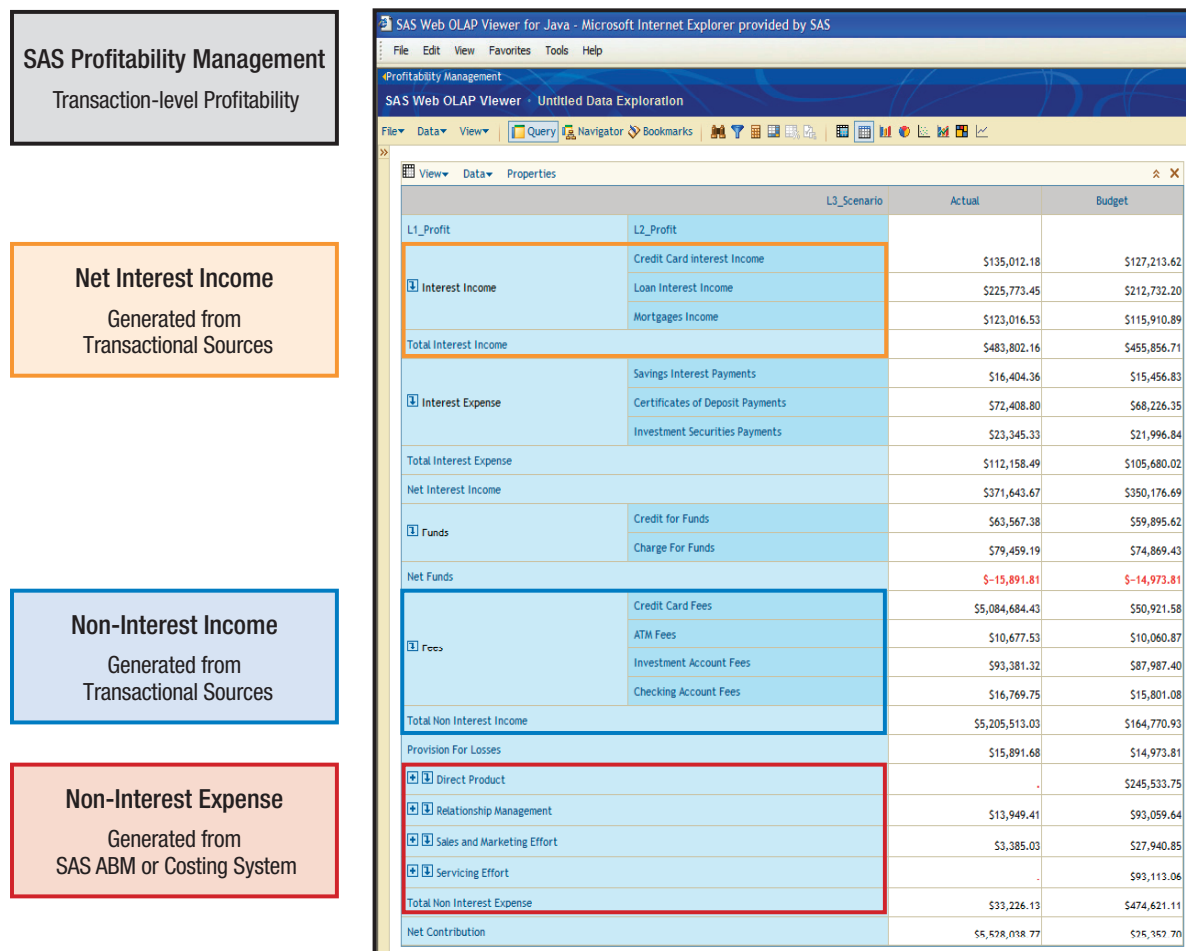 SAS Profitability Management
Transaction-level Profitability
Net Interest Income
Generated from
Transactional Sources
Non-Interest Income
Generated from
Transactional Sources
Non-Interest Expense
Generated from
SAS ABM or Costing System
SAS Web OLAP Viewer for Java - Microsoft Internet Explorer provided by SAS
File Edit View Favorites Tools Help
Profitability Management
SAS Web OLAP Viewer · Untitled Data Exploration
File Data View Query Navigator Bookmarks
View Data Properties
L3_Scenario Actual Budget
L1_Profit L2_Profit
Credit Card interest Income $135,012.18 $127,213.62
Interest Income Loan Interest Income $225,773.45 $212,732.20
Mortgages Income $123,016.53 $115,910.89
Total Interest Income $483,802.16 $455,856.71
Savings Interest Payments $16,404.36 $15,456.83
Interest Expense Certificates of Deposit Payments $72,408.80 $68,226.35
Investment Securities Payments $23,345.33 $21,996.84
Total Interest Expense $112,158.49 $105,680.02
Net Interest Income $371,643.67 $350,176.69
Funds Credit for Funds $63,567.38 $59,895.62
Charge For Funds $79,459.19 $74,869.43
Net Funds $-15,891.81 $-14,973.81
Credit Card Fees $5,084,684.43 $50,921.58
Fees ATM Fees $10,677.53 $10,060.87
Investment Account Fees $93,381.32 $87,987.40
Checking Account Fees $16,769.75 $15,801.08
Total Non Interest Income $5,205,513.03 $164,770.93
Provision For Losses $15,891.68 $14,973.81
Direct Product . $245,533.75
Relationship Management $13,949.41 $93,059.64
Sales and Marketing Effort $3,385.03 $27,940.85
Servicing Effort . $93,113.06
Total Non Interest Expense $33,226.13 $474,621.11
Net Contribution $5,528,038.77 $25,352.70